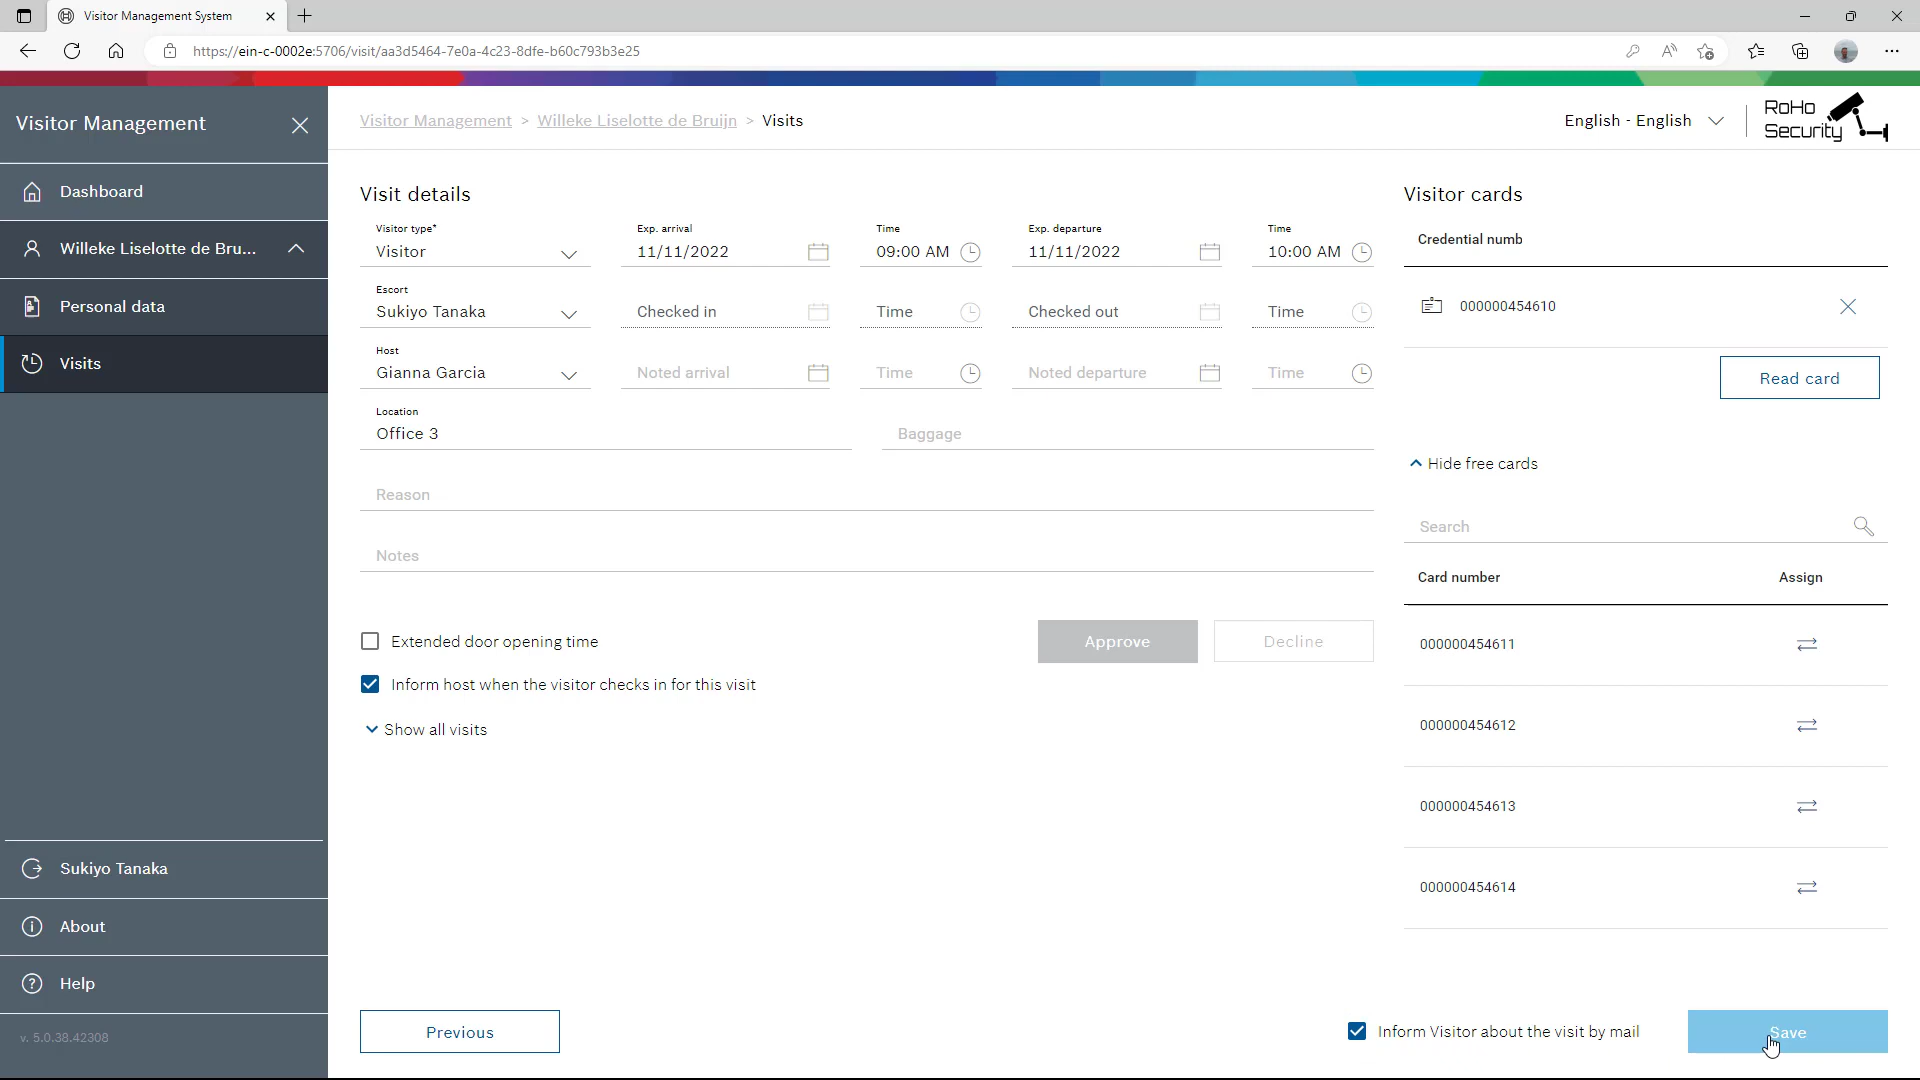 Visitor Management System
https://ein-c-0002e:5706/visit/aa3d5464-7e0a-4c23-8dfe-b60c793b3e25
Visitor Management
Dashboard
Willeke Liselotte de Bru...
Personal data
Visits
Sukiyo Tanaka
About
Help
v. 5.0.38.42308
Visitor Management > Willeke Liselotte de Bruijn > Visits
English - English
RoHo
Security
Visit details
Visitor type* Exp. arrival Time Exp. departure Time
Visitor 11/11/2022 09:00 AM 11/11/2022 10:00 AM
Escort
Sukiyo Tanaka Checked in Time Checked out Time
Host
Gianna Garcia Noted arrival Time Noted departure Time
Location
Office 3 Baggage
Reason
Notes
Extended door opening time Approve Decline
Inform host when the visitor checks in for this visit
Show all visits
Visitor cards
Credential numb
000000454610
Read card
Hide free cards
Search
Card number Assign
000000454611
000000454612
000000454613
000000454614
Previous Inform Visitor about the visit by mail Save